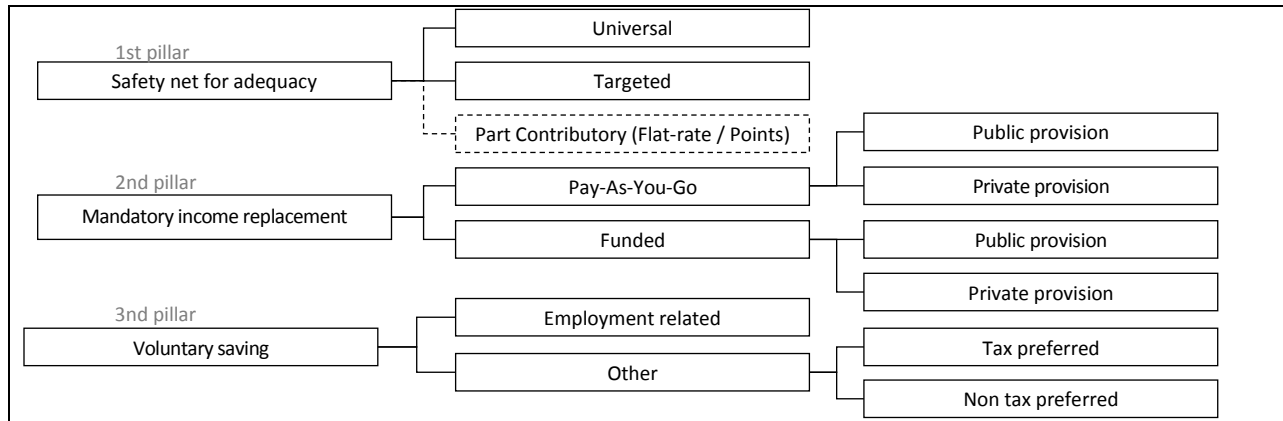 Universal
1st pillar
Safety net for adequacy
Targeted
Part Contributory (Flat-rate / Points)
Public provision
2nd pillar
Pay-As-You-Go
Private provision
Mandatory income replacement
Funded
Public provision
Private provision
3nd pillar
Employment related
Voluntary saving
Tax preferred
Other
Non tax preferred